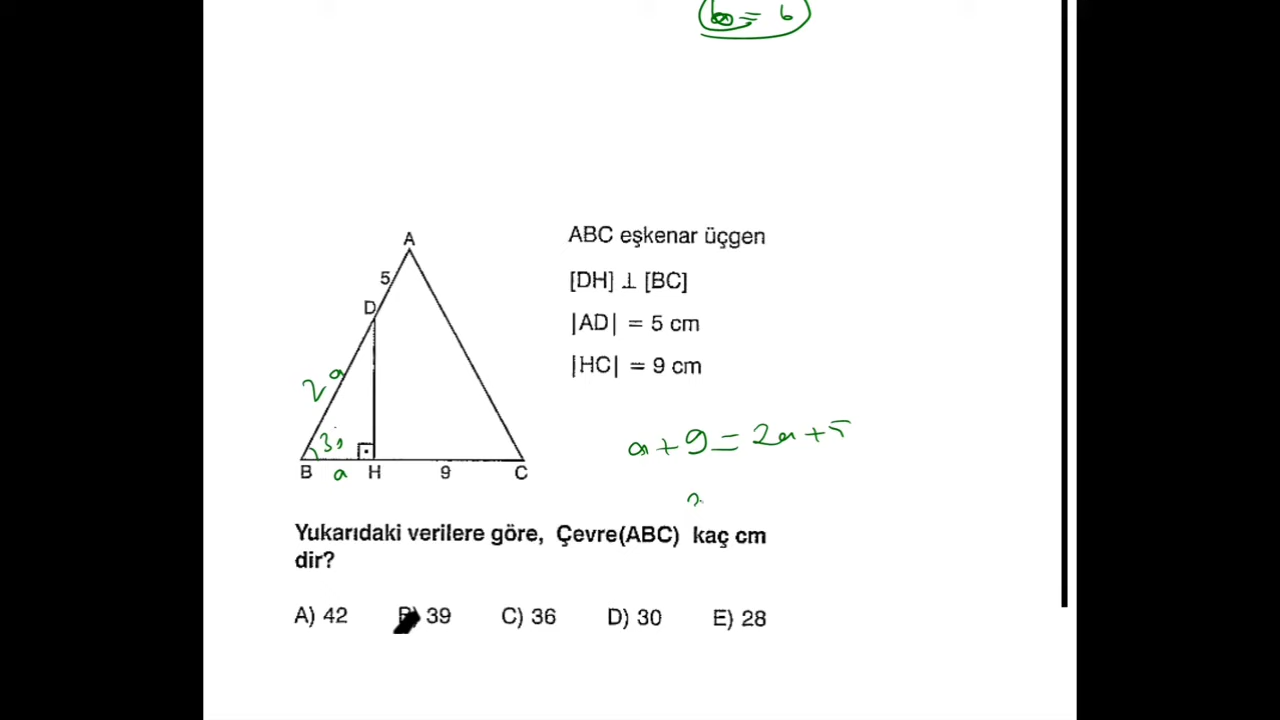 = 6
A
ABC eşkenar üçgen
5
[DH] ⊥ [BC]
D
|AD| = 5 cm
|HC| = 9 cm
2a
a + 9 = 2a + 5
B a H 9 C
Yukarıdaki verilere göre, Çevre(ABC) kaç cm
dir?
A) 42 B) 39 C) 36 D) 30 E) 28